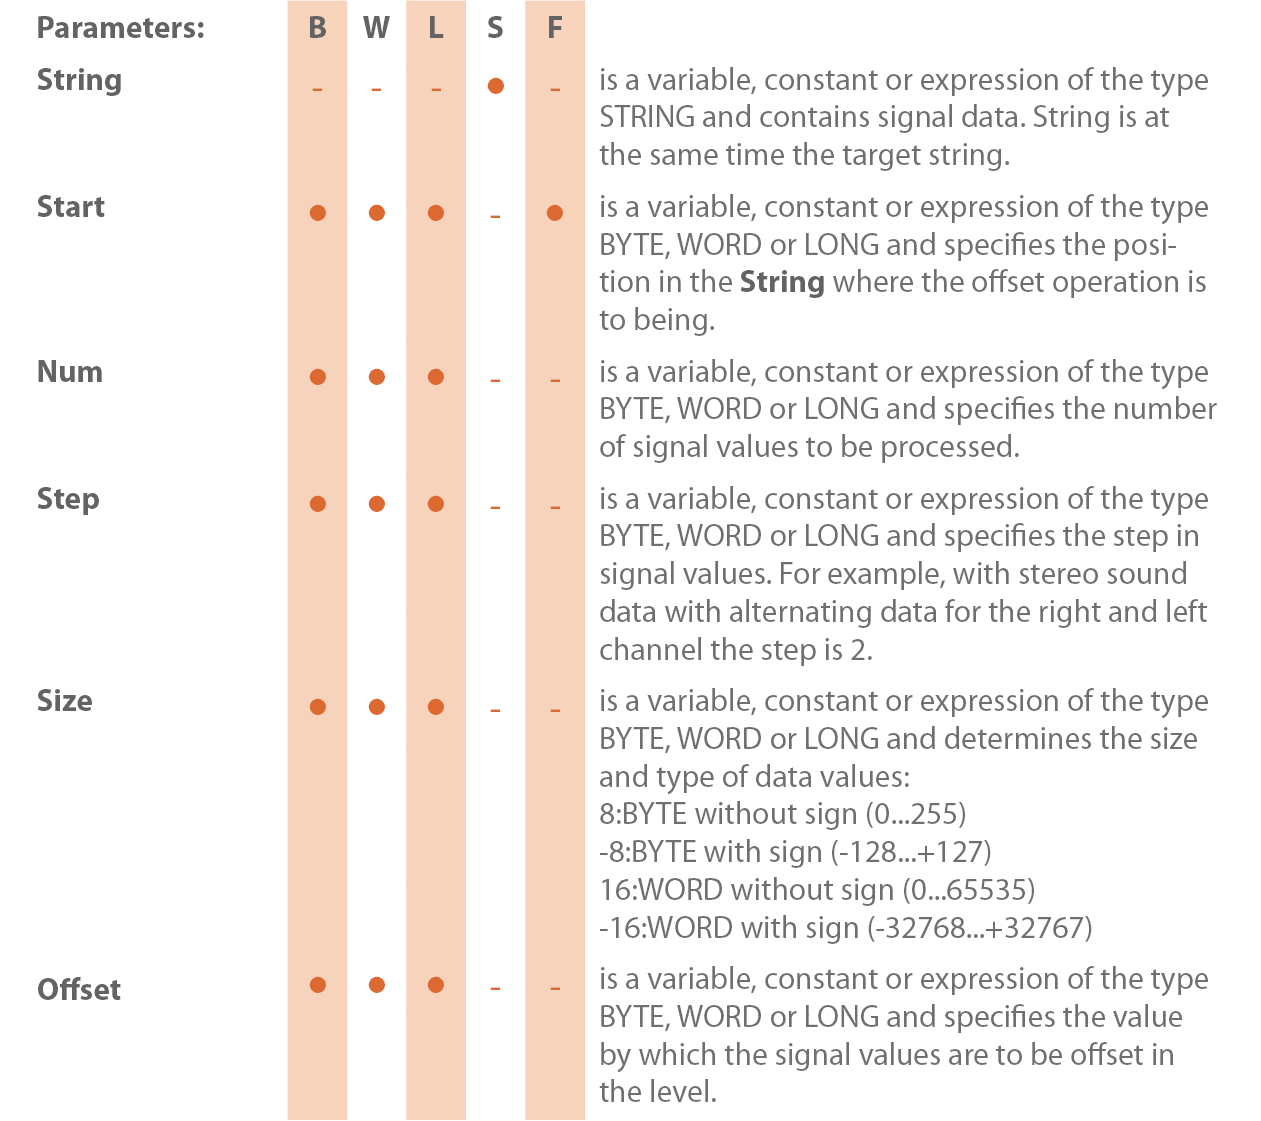 Parameters: B W L S F
String - - - ● - is a variable, constant or expression of the type
STRING and contains signal data. String is at
the same time the target string.
Start ● ● ● - ● is a variable, constant or expression of the type
BYTE, WORD or LONG and specifies the posi-
tion in the String where the offset operation is
to being.
Num ● ● ● - - is a variable, constant or expression of the type
BYTE, WORD or LONG and specifies the number
of signal values to be processed.
Step ● ● ● - - is a variable, constant or expression of the type
BYTE, WORD or LONG and specifies the step in
signal values. For example, with stereo sound
data with alternating data for the right and left
channel the step is 2.
Size ● ● ● - - is a variable, constant or expression of the type
BYTE, WORD or LONG and determines the size
and type of data values:
8:BYTE without sign (0...255)
-8:BYTE with sign (-128...+127)
16:WORD without sign (0...65535)
-16:WORD with sign (-32768...+32767)
Offset ● ● ● - - is a variable, constant or expression of the type
BYTE, WORD or LONG and specifies the value
by which the signal values are to be offset in
the level.